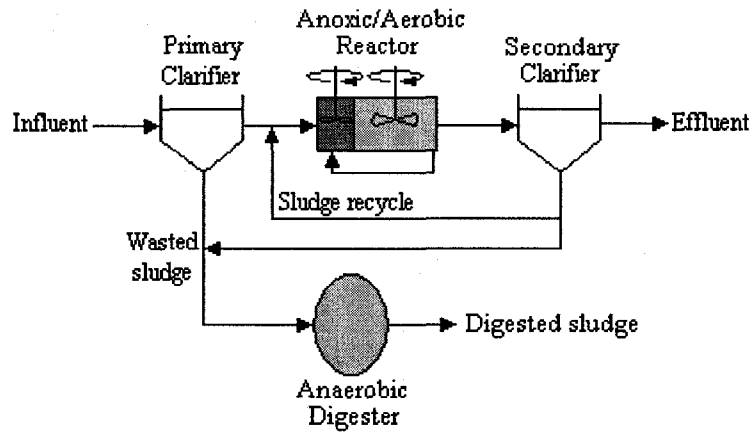 Anoxic/Aerobic
Reactor
Primary
Clarifier
Secondary
Clarifier
Influent
Effluent
Sludge recycle
Wasted
sludge
Digested sludge
Anaerobic
Digester